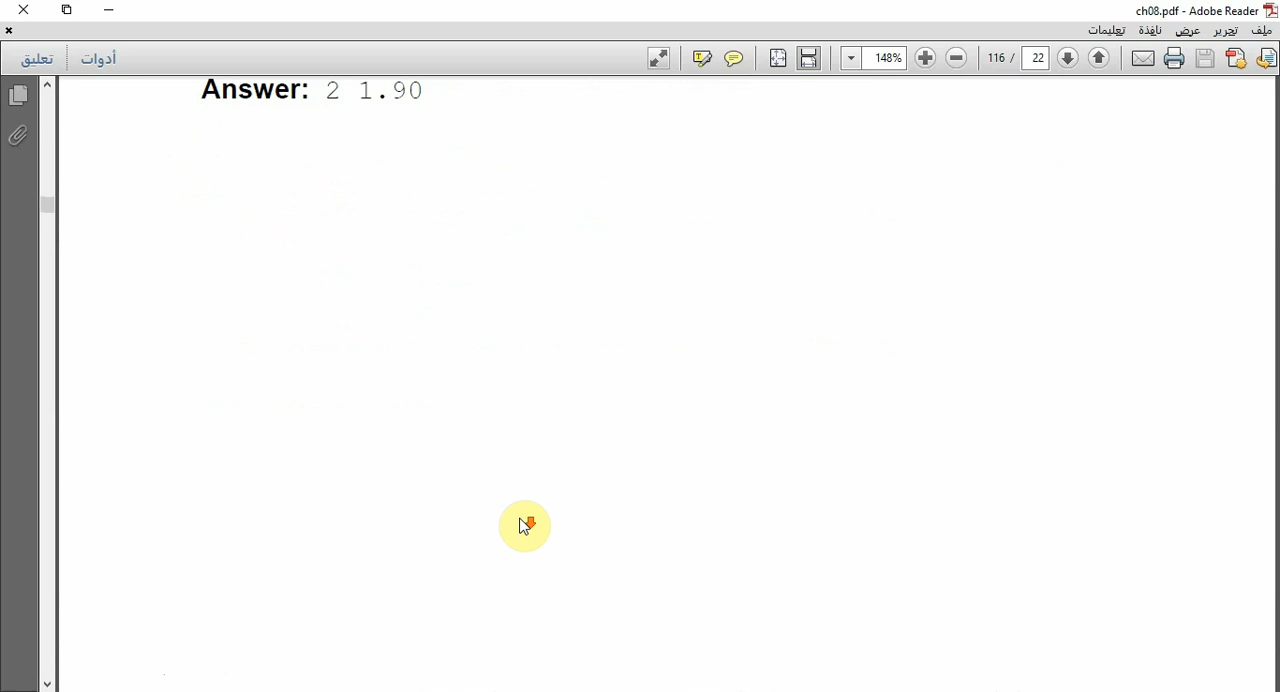 ch08.pdf - Adobe Reader
ملف تحرير عرض نافذة تعليمات
22 / 116 148% أدوات تعليق
Answer: 2 1.90